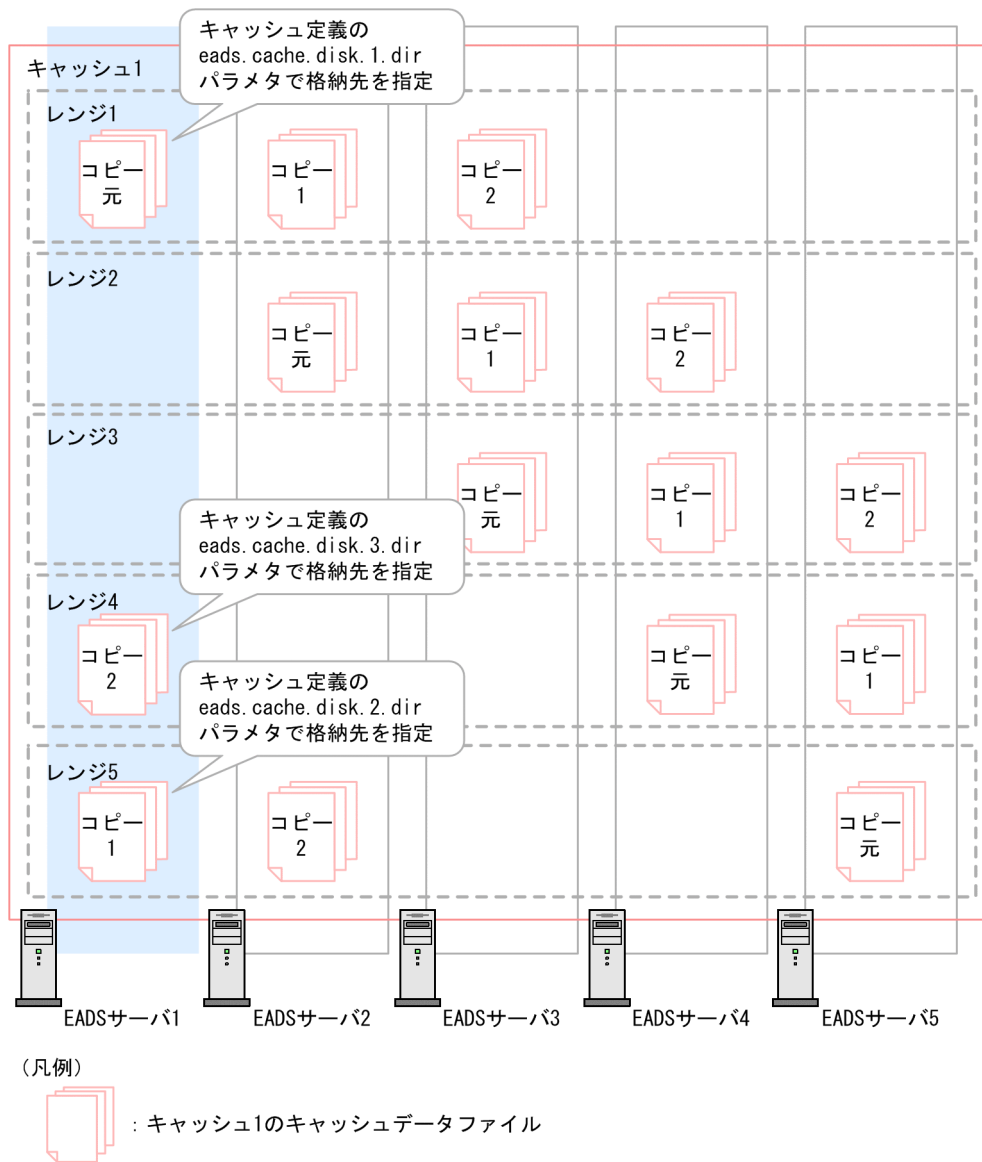 キャッシュ定義の
eads.cache.disk.1.dir
パラメタで格納先を指定
キャッシュ1
レンジ1
コピー
元
コピー
1
コピー
2
レンジ2
コピー
元
コピー
1
コピー
2
レンジ3
コピー
元
コピー
1
コピー
2
キャッシュ定義の
eads.cache.disk.3.dir
パラメタで格納先を指定
レンジ4
コピー
2
コピー
元
コピー
1
キャッシュ定義の
eads.cache.disk.2.dir
パラメタで格納先を指定
レンジ5
コピー
1
コピー
2
コピー
元
EADSサーバ1
EADSサーバ2
EADSサーバ3
EADSサーバ4
EADSサーバ5
(凡例)
：キャッシュ1のキャッシュデータファイル